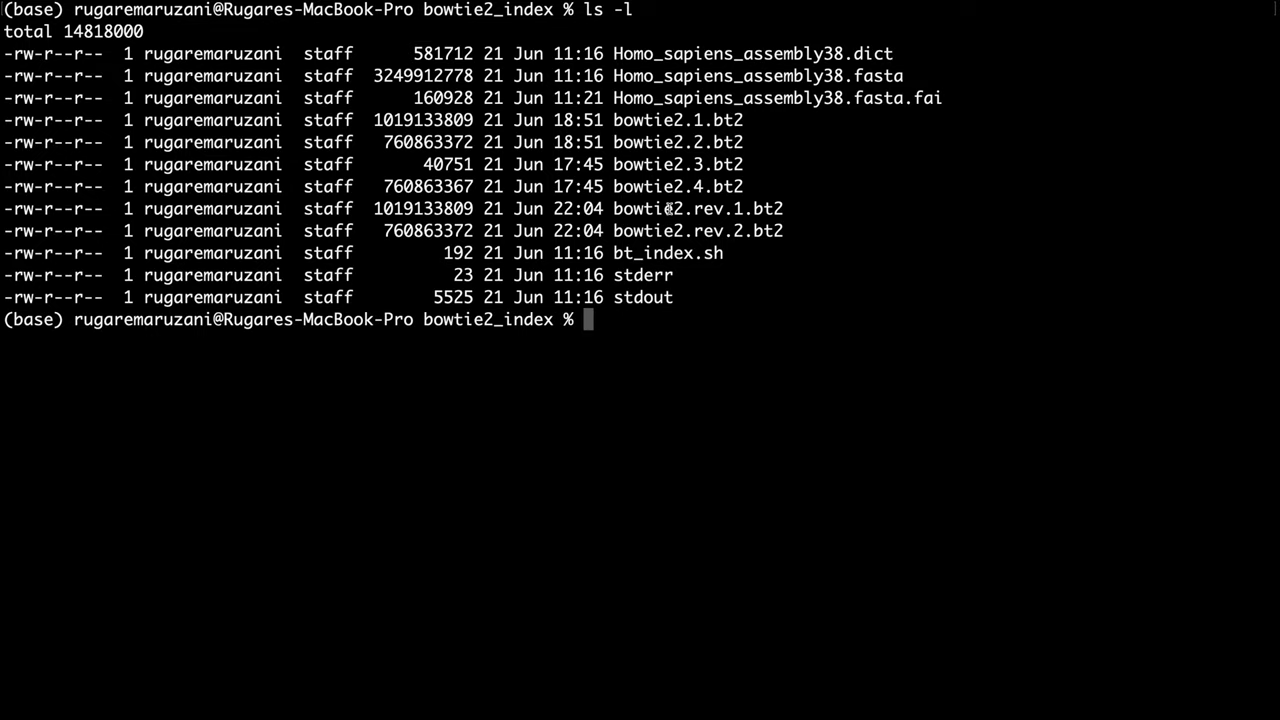 (base) rugaremaruzani@Rugares-MacBook-Pro bowtie2_index % ls -l
total 14818000
-rw-r--r--  1 rugaremaruzani  staff      581712 21 Jun 11:16 Homo_sapiens_assembly38.dict
-rw-r--r--  1 rugaremaruzani  staff  3249912778 21 Jun 11:16 Homo_sapiens_assembly38.fasta
-rw-r--r--  1 rugaremaruzani  staff      160928 21 Jun 11:21 Homo_sapiens_assembly38.fasta.fai
-rw-r--r--  1 rugaremaruzani  staff  1019133809 21 Jun 18:51 bowtie2.1.bt2
-rw-r--r--  1 rugaremaruzani  staff   760863372 21 Jun 18:51 bowtie2.2.bt2
-rw-r--r--  1 rugaremaruzani  staff       40751 21 Jun 17:45 bowtie2.3.bt2
-rw-r--r--  1 rugaremaruzani  staff   760863367 21 Jun 17:45 bowtie2.4.bt2
-rw-r--r--  1 rugaremaruzani  staff  1019133809 21 Jun 22:04 bowtie2.rev.1.bt2
-rw-r--r--  1 rugaremaruzani  staff   760863372 21 Jun 22:04 bowtie2.rev.2.bt2
-rw-r--r--  1 rugaremaruzani  staff         192 21 Jun 11:16 bt_index.sh
-rw-r--r--  1 rugaremaruzani  staff          23 21 Jun 11:16 stderr
-rw-r--r--  1 rugaremaruzani  staff        5525 21 Jun 11:16 stdout
(base) rugaremaruzani@Rugares-MacBook-Pro bowtie2_index %